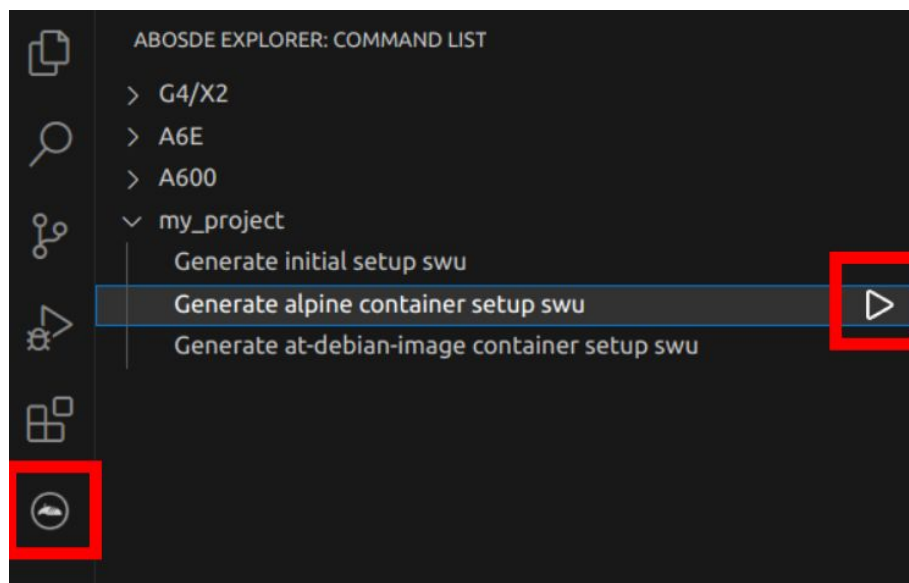 ABOSDE EXPLORER: COMMAND LIST
G4/X2
A6E
A600
my_project
Generate initial setup swu
Generate alpine container setup swu
Generate at-debian-image container setup swu